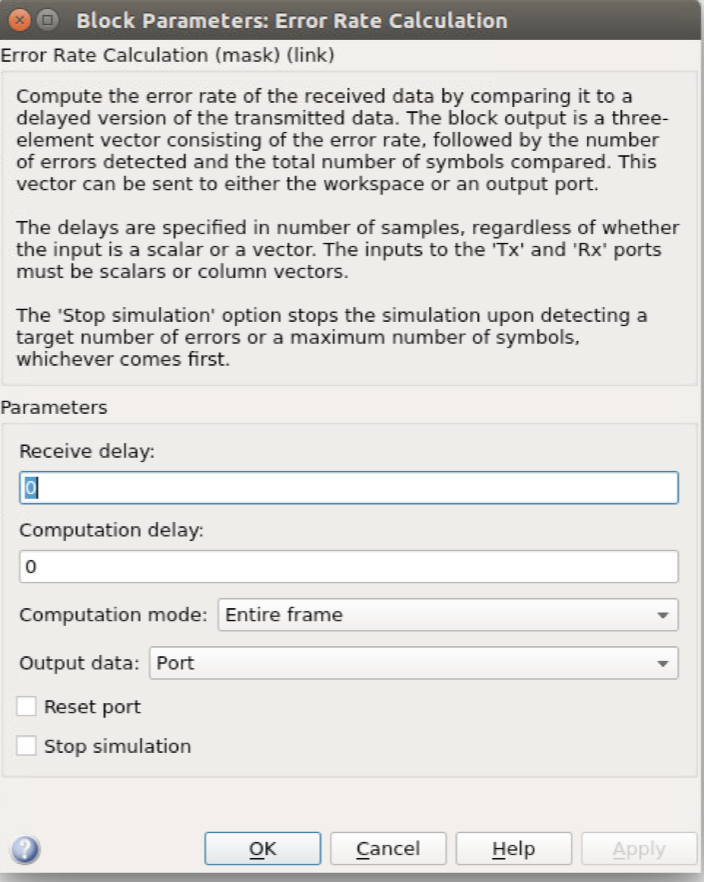 Block Parameters: Error Rate Calculation
Error Rate Calculation (mask) (link)
Compute the error rate of the received data by comparing it to a
delayed version of the transmitted data. The block output is a three-
element vector consisting of the error rate, followed by the number
of errors detected and the total number of symbols compared. This
vector can be sent to either the workspace or an output port.
The delays are specified in number of samples, regardless of whether
the input is a scalar or a vector. The inputs to the 'Tx' and 'Rx' ports
must be scalars or column vectors.
The 'Stop simulation' option stops the simulation upon detecting a
target number of errors or a maximum number of symbols,
whichever comes first.
Parameters
Receive delay:
0
Computation delay:
0
Computation mode: Entire frame
Output data: Port
Reset port
Stop simulation
? OK Cancel Help Apply